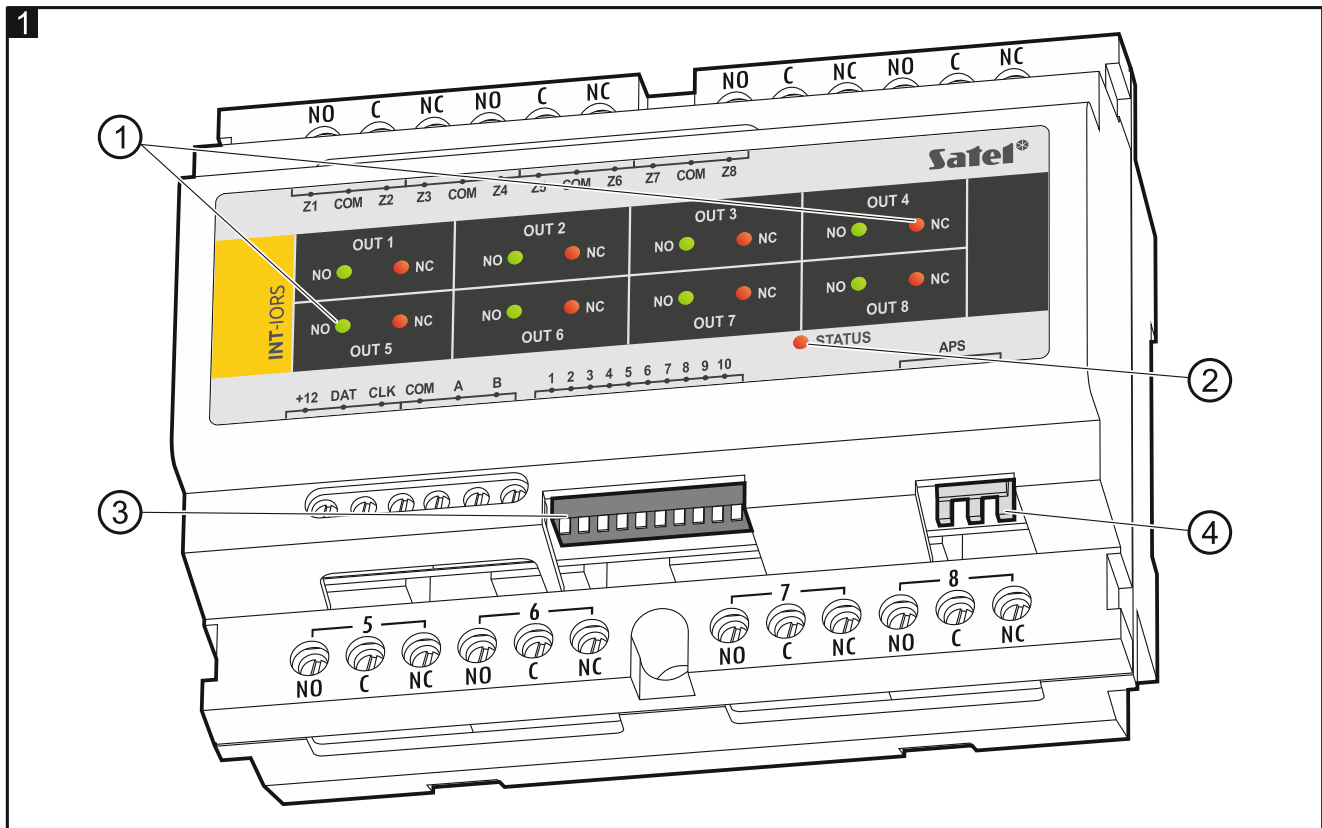 1
NO C NC NO C NC NO C NC NO C NC
1
Satel
Z1 COM Z2 Z3 COM Z4 Z5 COM Z6 Z7 COM Z8
OUT 1 OUT 2 OUT 3 OUT 4
NO NC NO NC NO NC NO NC
INT-IORS
NO NC NO NC NO NC NO NC
OUT 5 OUT 6 OUT 7 OUT 8
STATUS
APS
+12 DAT CLK COM A B 1 2 3 4 5 6 7 8 9 10
2
3
4
5 6 7 8
NO C NC NO C NC NO C NC NO C NC